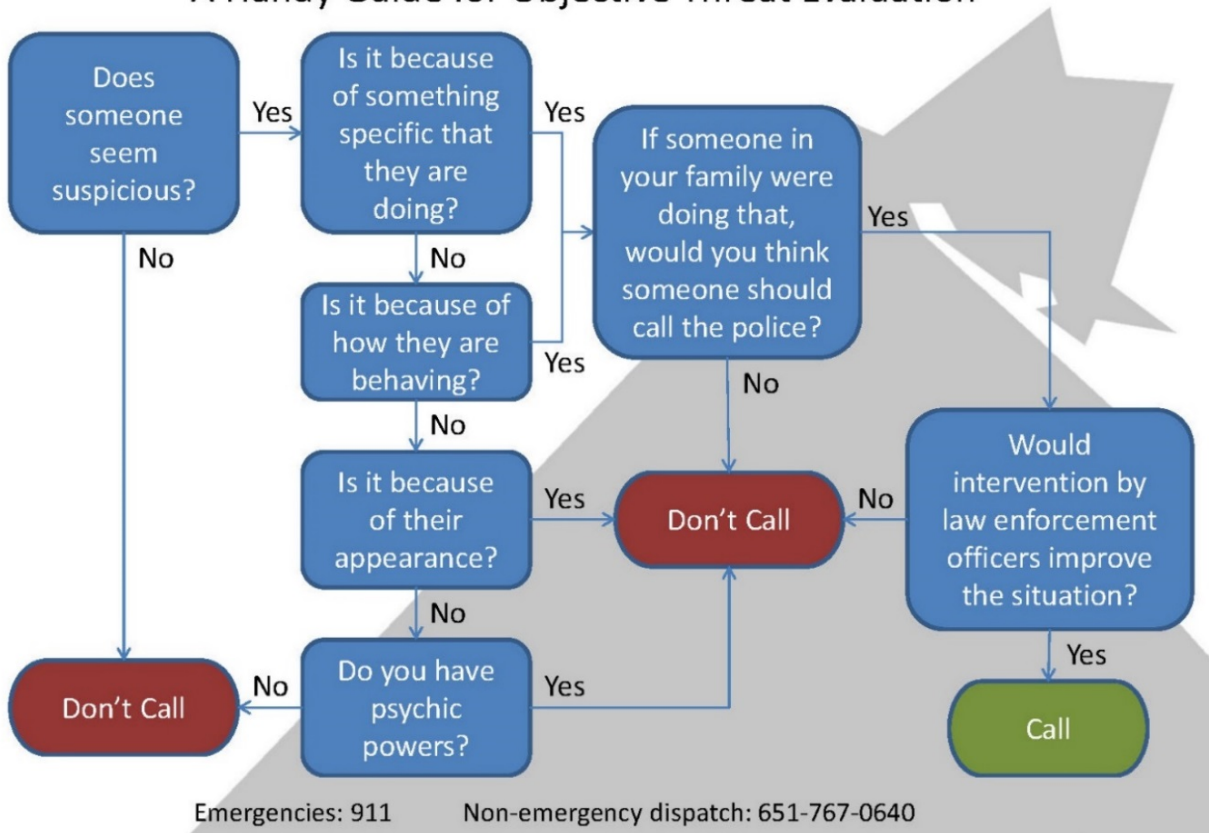 A Handy Guide for Objective Threat Evaluation
Does
someone
seem
suspicious?
Yes
No
Is it because
of something
specific that
they are
doing?
Yes
No
Is it because of
how they are
behaving?
Yes
No
Is it because
of their
appearance?
Yes
No
Do you have
psychic
powers?
No
Yes
Don't Call
If someone in
your family were
doing that,
would you think
someone should
call the police?
Yes
No
Don't Call
Would
intervention by
law enforcement
officers improve
the situation?
No
Yes
Call
Emergencies: 911
Non-emergency dispatch: 651-767-0640